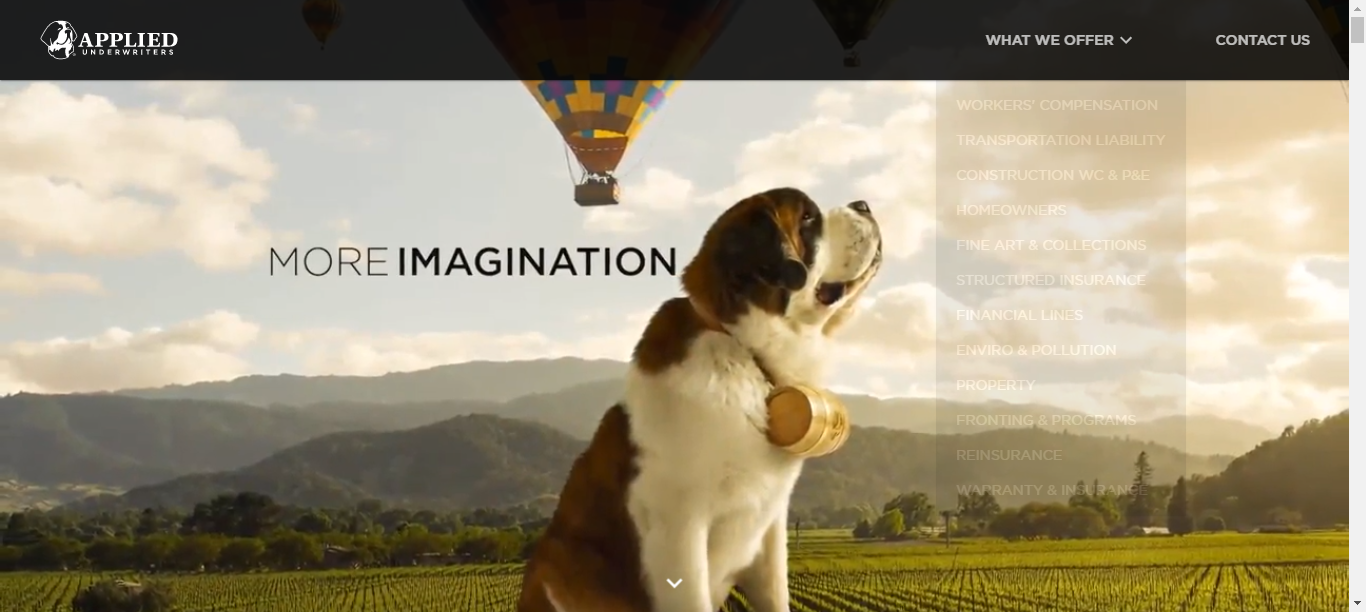 APPLIED
UNDERWRITERS
WHAT WE OFFER
CONTACT US
WORKERS' COMPENSATION
TRANSPORTATION LIABILITY
CONSTRUCTION WC & P&E
HOMEOWNERS
FINE ART & COLLECTIONS
STRUCTURED INSURANCE
FINANCIAL LINES
ENVIRO & POLLUTION
PROPERTY
FRONTING & PROGRAMS
REINSURANCE
WARRANTY & INSURANCE
MORE IMAGINATION